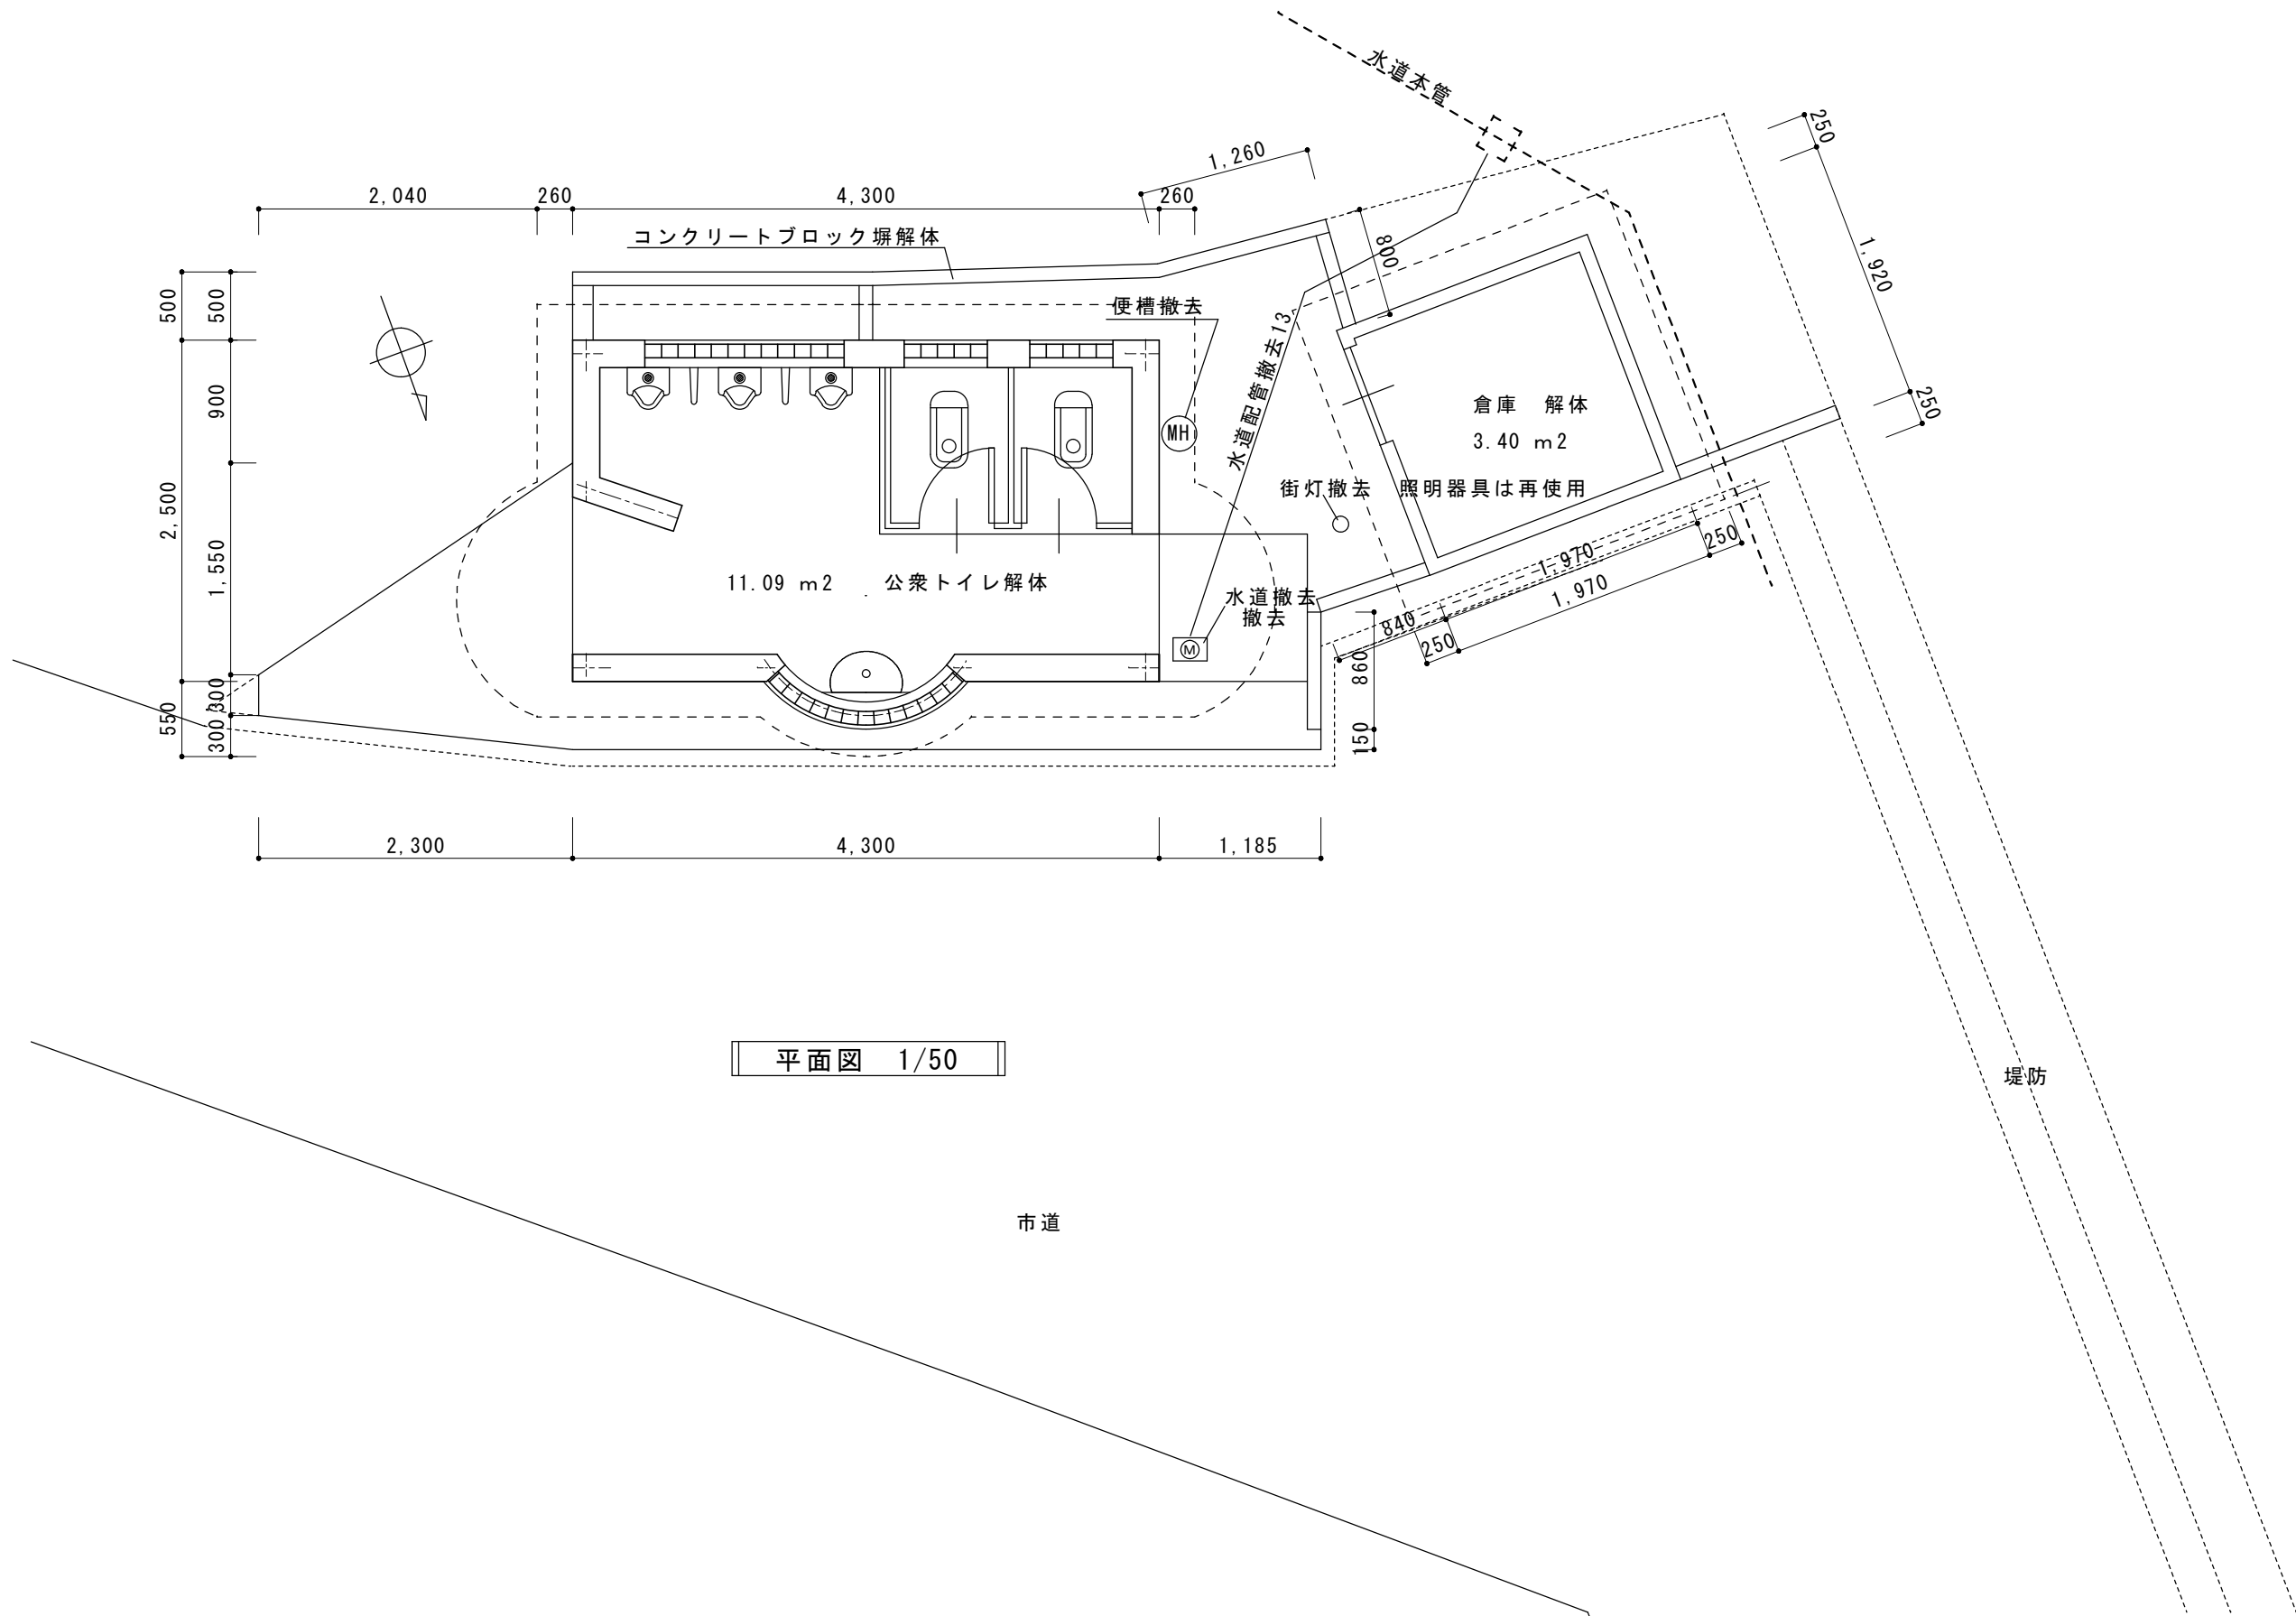 水道本管
250
1,260
2,040
260
4,300
260
コンクリートブロック塀解体
800
1,920
500
500
便槽撤去
水道配管撤去13
900
250
倉庫 解体
3.40 m2
MH
2,500
街灯撤去 照明器具は再使用
1,550
250
1,970
1,970
11.09 m2 公衆トイレ解体
水道撤去
撤去
840
250
M
860
550
300
300
150
2,300
4,300
1,185
平面図 1/50
堤防
市道